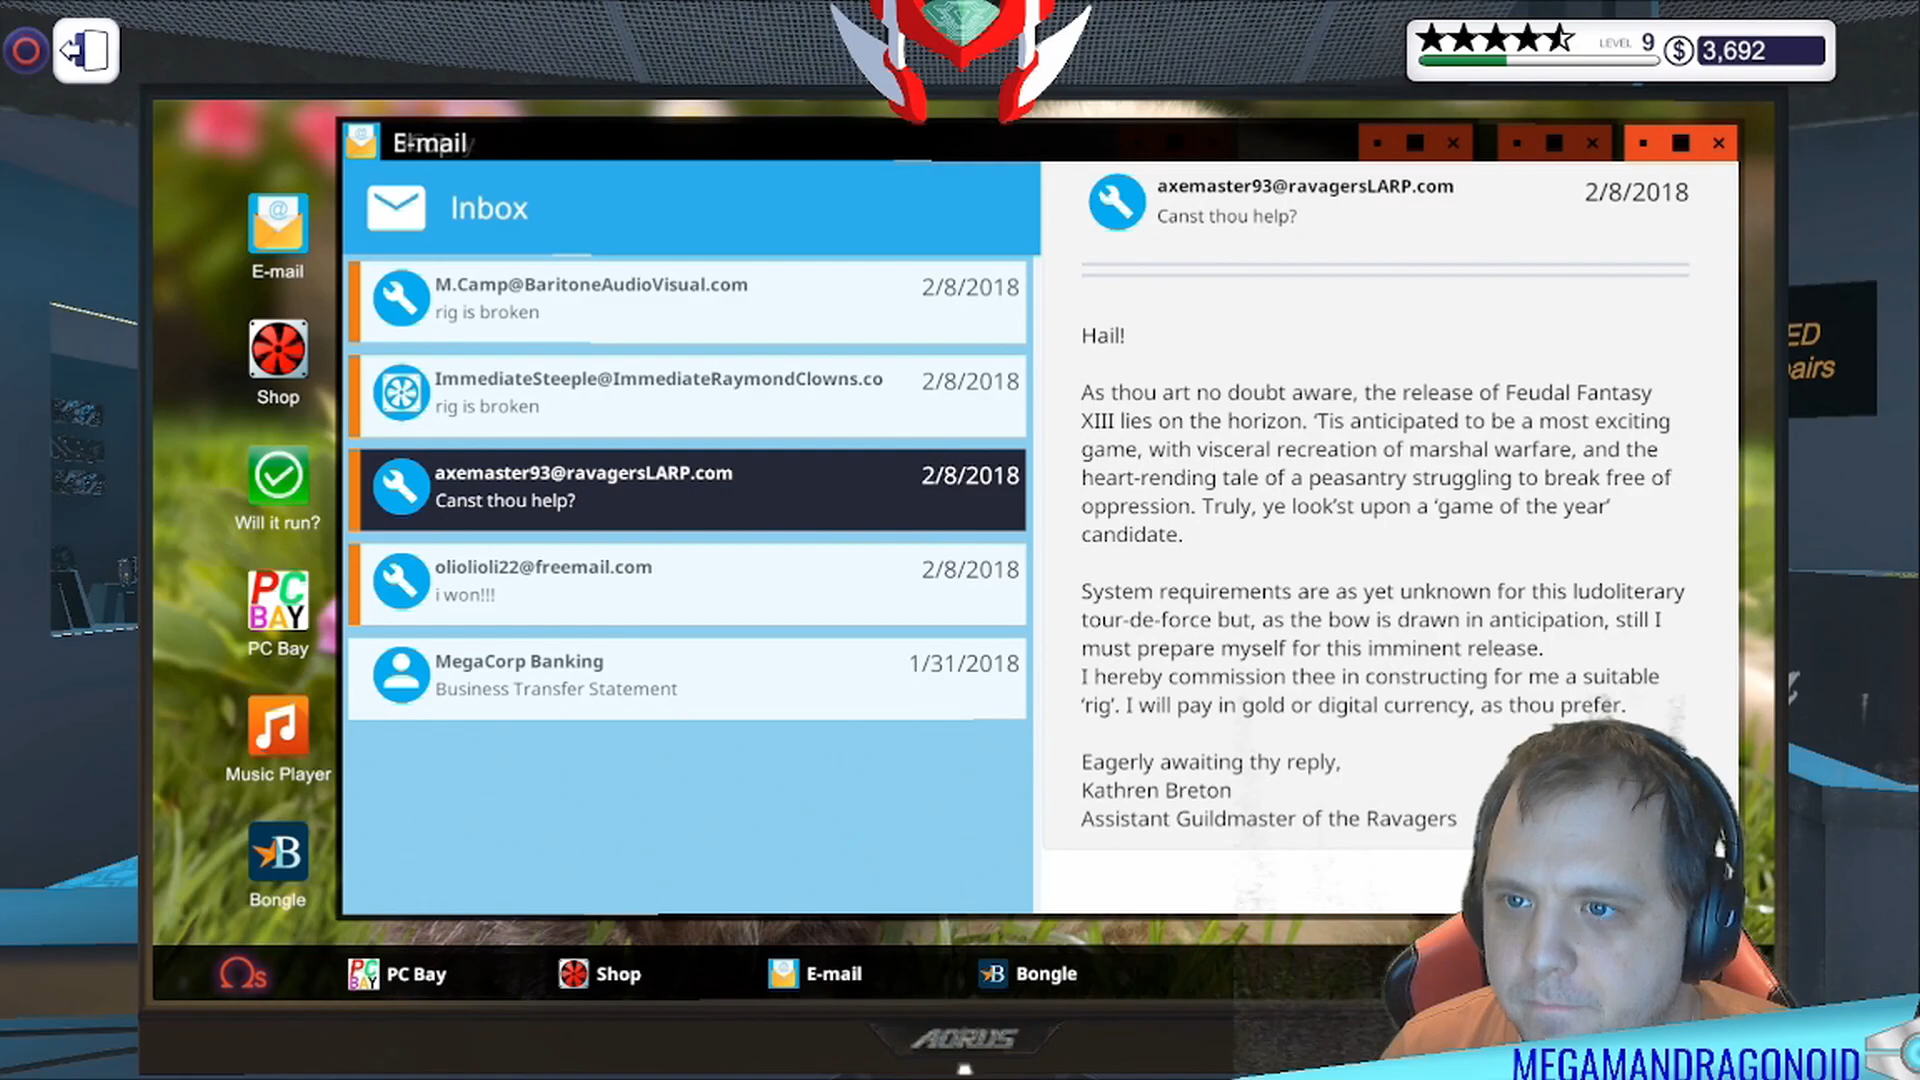 LEVEL 9
$ 3,692
E-mail
Inbox
M.Camp@BaritoneAudioVisual.com 2/8/2018
rig is broken
ImmediateSteeple@ImmediateRaymondClowns.co 2/8/2018
rig is broken
axemaster93@ravagersLARP.com 2/8/2018
Canst thou help?
oliolioli22@freemail.com 2/8/2018
i won!!!
MegaCorp Banking 1/31/2018
Business Transfer Statement
axemaster93@ravagersLARP.com 2/8/2018
Canst thou help?
Hail!
As thou art no doubt aware, the release of Feudal Fantasy
XIII lies on the horizon. 'Tis anticipated to be a most exciting
game, with visceral recreation of marshal warfare, and the
heart-rending tale of a peasantry struggling to break free of
oppression. Truly, ye look'st upon a 'game of the year'
candidate.
System requirements are as yet unknown for this ludoliterary
tour-de-force but, as the bow is drawn in anticipation, still I
must prepare myself for this imminent release.
I hereby commission thee in constructing for me a suitable
'rig'. I will pay in gold or digital currency, as thou prefer.
Eagerly awaiting thy reply,
Kathren Breton
Assistant Guildmaster of the Ravagers
E-mail
Shop
Will it run?
PC
BAY
PC Bay
Music Player
B
Bongle
ED
airs
Ωs
PC
BAY
PC Bay
Shop
E-mail
B
Bongle
AORUS
MEGAMANDRAGONOID